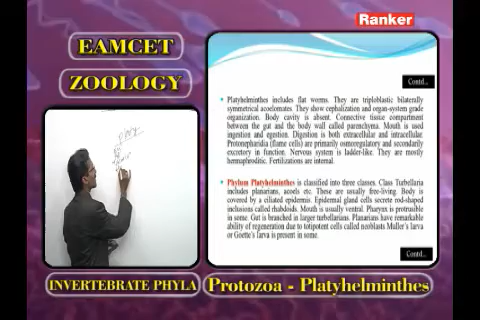 Ranker
EAMCET
ZOOLOGY
Contd...
Platyhelminthes includes flat worms. They are triploblastic bilaterally
symmetrical acoelomates. They show cephalization and organ-system grade
organization. Body cavity is absent. Connective tissue compartment
between the gut and the body wall called parenchyma. Mouth is used
ingestion and egestion. Digestion is both extracellular and intracellular.
Protonephridia (flame cells) are primarily osmoregulatory and secondarily
excretory in function. Nervous system is ladder-like. They are mostly
hermaphroditic. Fertilizations are internal.
Phylum Platyhelminthes is classified into three classes. Class Turbellaria
includes planarians, acoels etc. These are usually free-living. Body is
covered by a ciliated epidermis. Epidermal gland cells secrete rod-shaped
inclusions called rhabdoids. Mouth is usually ventral. Pharynx is protrusible
in some. Gut is branched in larger turbellarians. Planarians have remarkable
ability of regeneration due to totipotent cells called neoblasts Muller's larva
or Goette's larva is present in some.
Contd...
INVERTEBRATE PHYLA
Protozoa - Platyhelminthes